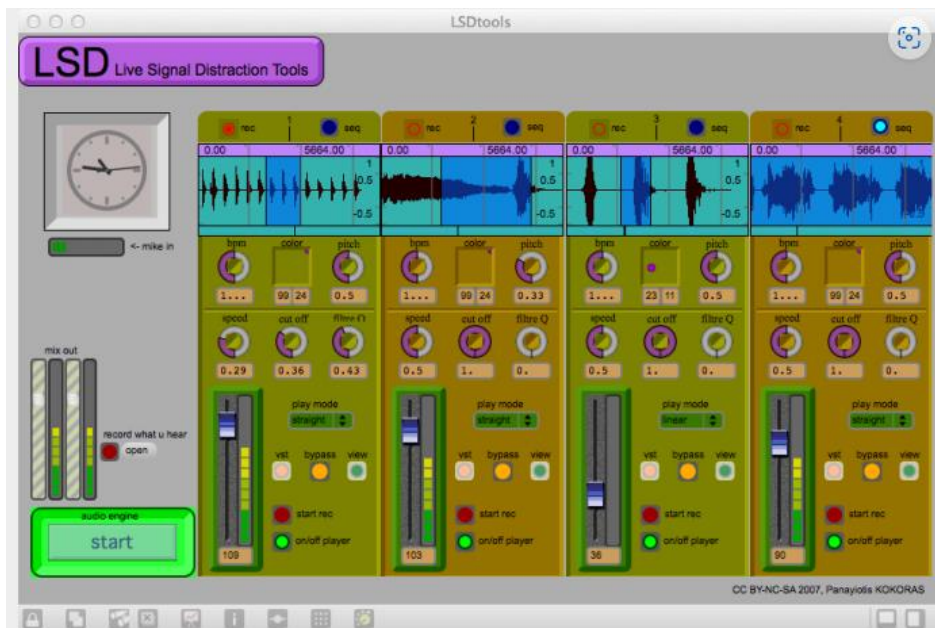 LSDtools
LSD Live Signal Distraction Tools
<- mike in
mix out
record what u hear
open
audio engine
start
rec 1 seq
0.00 5664.00
1
0.5
-0.5
bpm color pitch
1... 99 24 0.5
speed cut off filtre Q
0.29 0.36 0.43
play mode
straight
vst bypass view
start rec
on/off player
109
rec 2 seq
0.00 5664.00
1
0.5
-0.5
bpm color pitch
1... 99 24 0.33
speed cut off filtre Q
0.5 1. 0.
play mode
straight
vst bypass view
start rec
on/off player
103
rec 3 seq
0.00 5664.00
1
0.5
-0.5
bpm color pitch
1... 23 11 0.5
speed cut off filtre Q
0.5 1. 0.
play mode
linear
vst bypass view
start rec
on/off player
36
rec 4 seq
0.00 5664.00
1
0.5
bpm color pitch
1... 99 24 0.5
speed cut off filtre Q
0.5 1. 0.
play mode
straight
vst bypass view
start rec
on/off player
90
CC BY-NC-SA 2007, Panayiotis KOKORAS